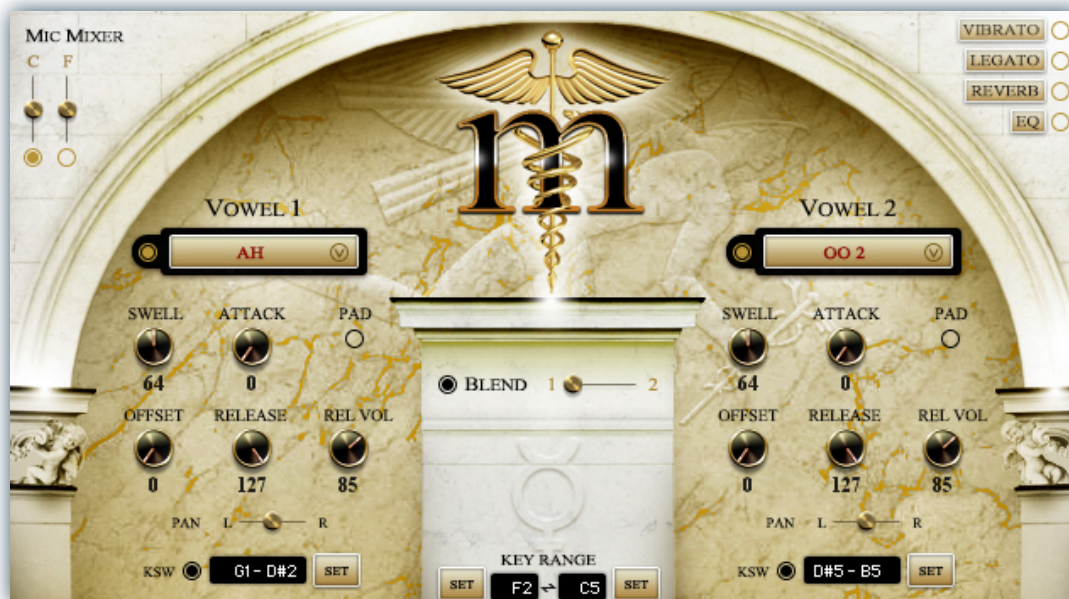 MIC MIXER
C F
VIBRATO
LEGATO
REVERB
EQ
m
VOWEL 1
AH
VOWEL 2
OO 2
SWELL ATTACK PAD
64 0
OFFSET RELEASE REL VOL
0 127 85
PAN L R
KSW G1 - D#2 SET
BLEND 1 2
KEY RANGE
SET F2 ⇌ C5 SET
SWELL ATTACK PAD
64 0
OFFSET RELEASE REL VOL
0 127 85
PAN L R
KSW D#5 - B5 SET